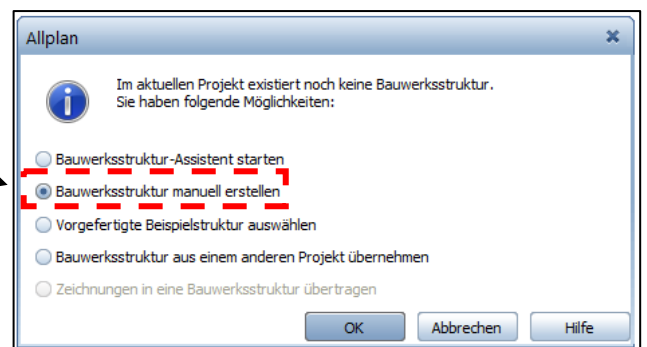 Allplan
Im aktuellen Projekt existiert noch keine Bauwerksstruktur.
Sie haben folgende Möglichkeiten:
Bauwerksstruktur-Assistent starten
Bauwerksstruktur manuell erstellen
Vorgefertigte Beispielstruktur auswählen
Bauwerksstruktur aus einem anderen Projekt übernehmen
Zeichnungen in eine Bauwerksstruktur übertragen
OK Abbrechen Hilfe